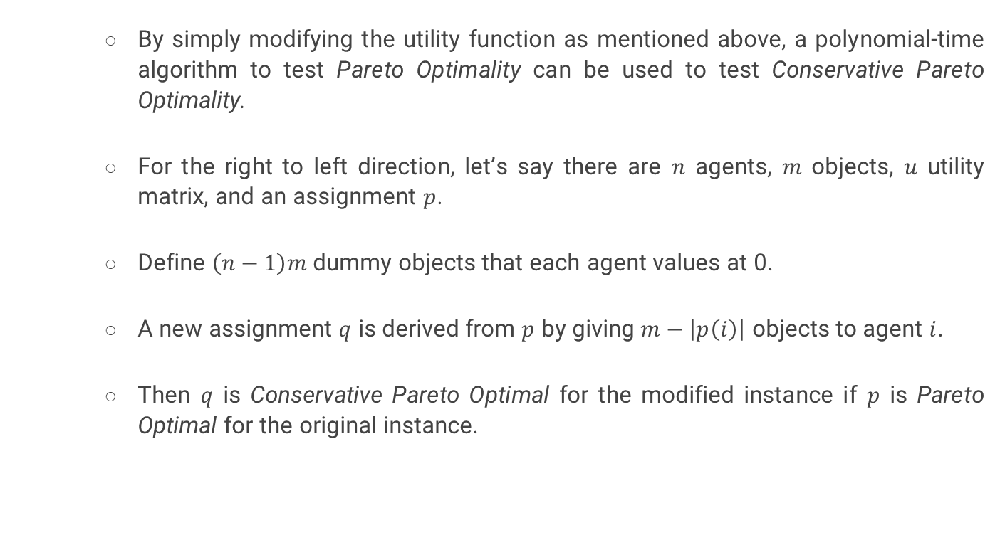 ○ By simply modifying the utility function as mentioned above, a polynomial-time
algorithm to test Pareto Optimality can be used to test Conservative Pareto
Optimality.
○ For the right to left direction, let’s say there are n agents, m objects, u utility
matrix, and an assignment p.
○ Define (n − 1)m dummy objects that each agent values at 0.
○ A new assignment q is derived from p by giving m − |p(i)| objects to agent i.
○ Then q is Conservative Pareto Optimal for the modified instance if p is Pareto
Optimal for the original instance.